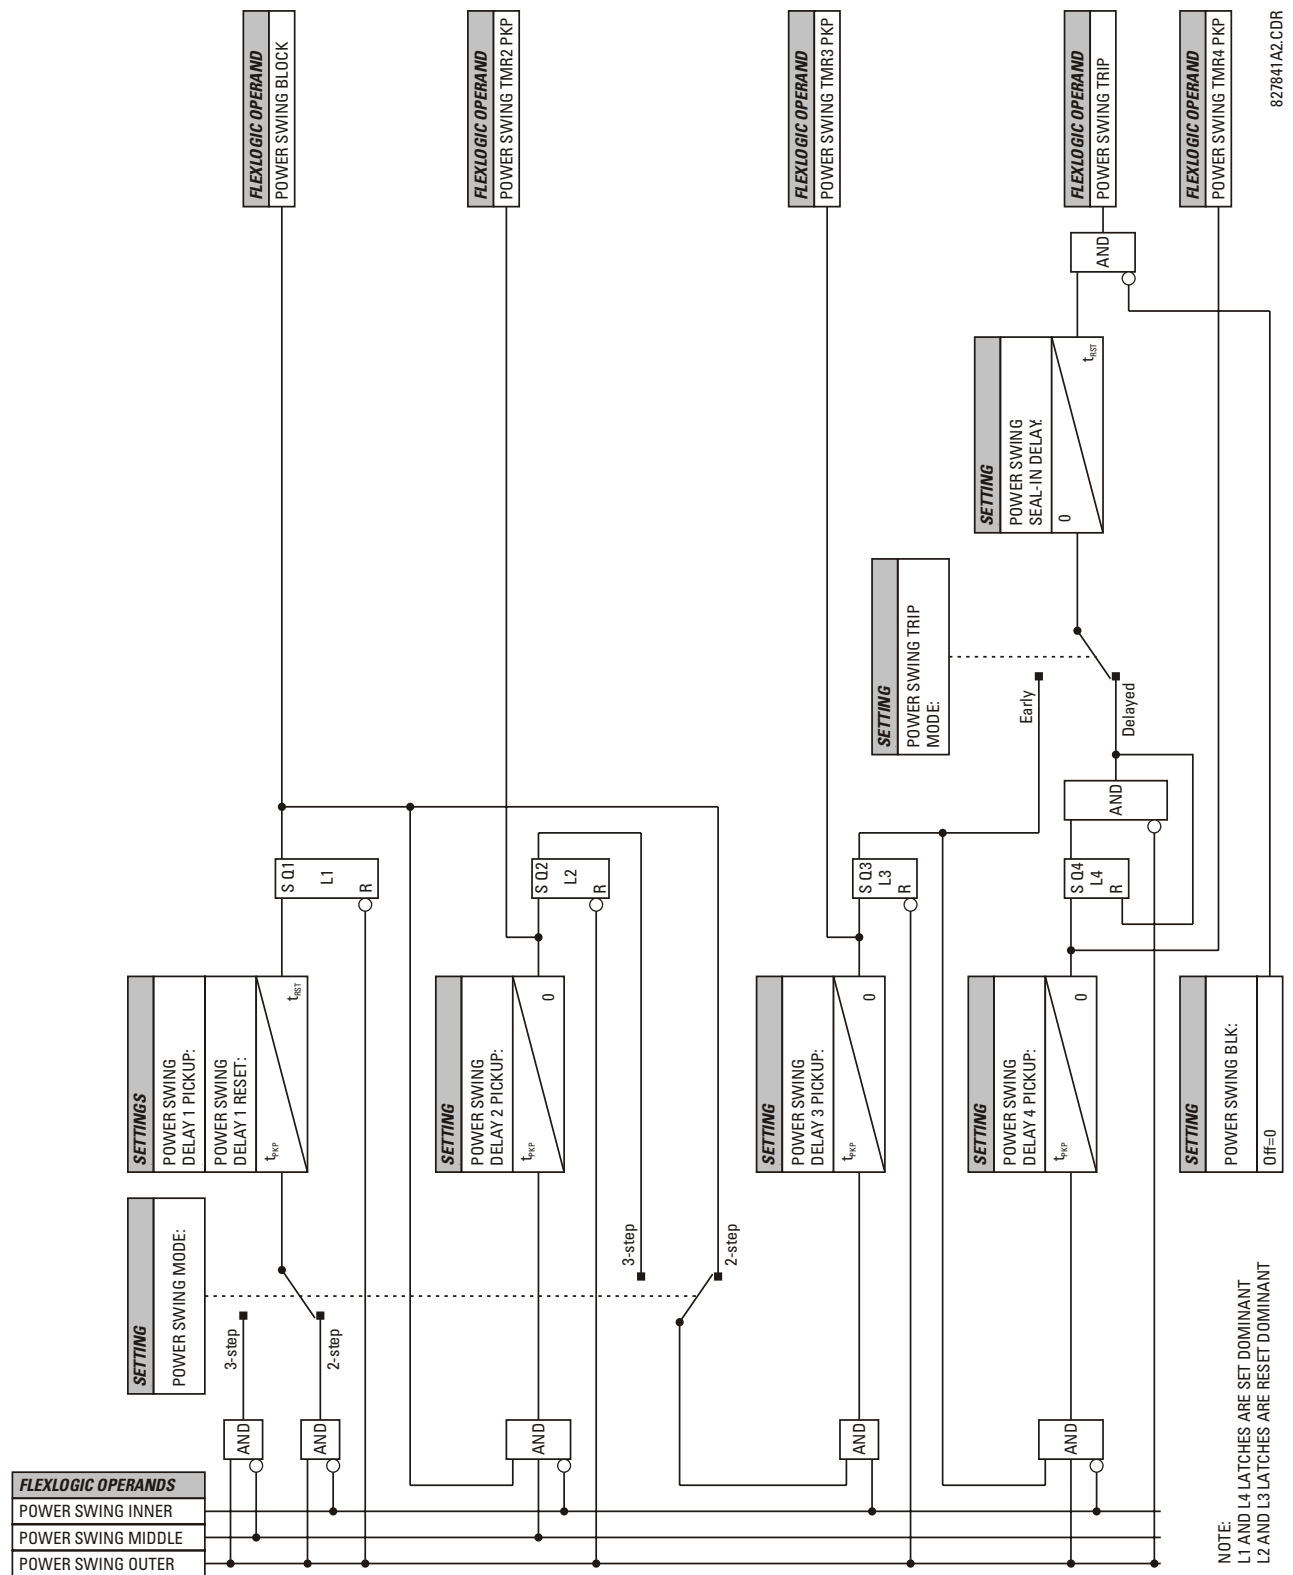 FLEXLOGIC OPERANDS
POWER SWING INNER
POWER SWING MIDDLE
POWER SWING OUTER
AND
AND
AND
AND
AND
3-step
2-step
SETTING
POWER SWING MODE:
3-step
2-step
SETTINGS
POWER SWING
DELAY 1 PICKUP:
POWER SWING
DELAY 1 RESET:
tPKP
tRST
SETTING
POWER SWING
DELAY 2 PICKUP:
tPKP
0
SETTING
POWER SWING
DELAY 3 PICKUP:
tPKP
0
SETTING
POWER SWING
DELAY 4 PICKUP:
tPKP
0
SETTING
POWER SWING BLK:
Off=0
S Q1
L1
R
S Q2
L2
R
S Q3
L3
R
S Q4
L4
R
AND
Early
Delayed
SETTING
POWER SWING TRIP
MODE:
SETTING
POWER SWING
SEAL-IN DELAY:
0
tRST
AND
FLEXLOGIC OPERAND
POWER SWING BLOCK
FLEXLOGIC OPERAND
POWER SWING TMR2 PKP
FLEXLOGIC OPERAND
POWER SWING TMR3 PKP
FLEXLOGIC OPERAND
POWER SWING TRIP
FLEXLOGIC OPERAND
POWER SWING TMR4 PKP
NOTE:
L1 AND L4 LATCHES ARE SET DOMINANT
L2 AND L3 LATCHES ARE RESET DOMINANT
827841A2.CDR